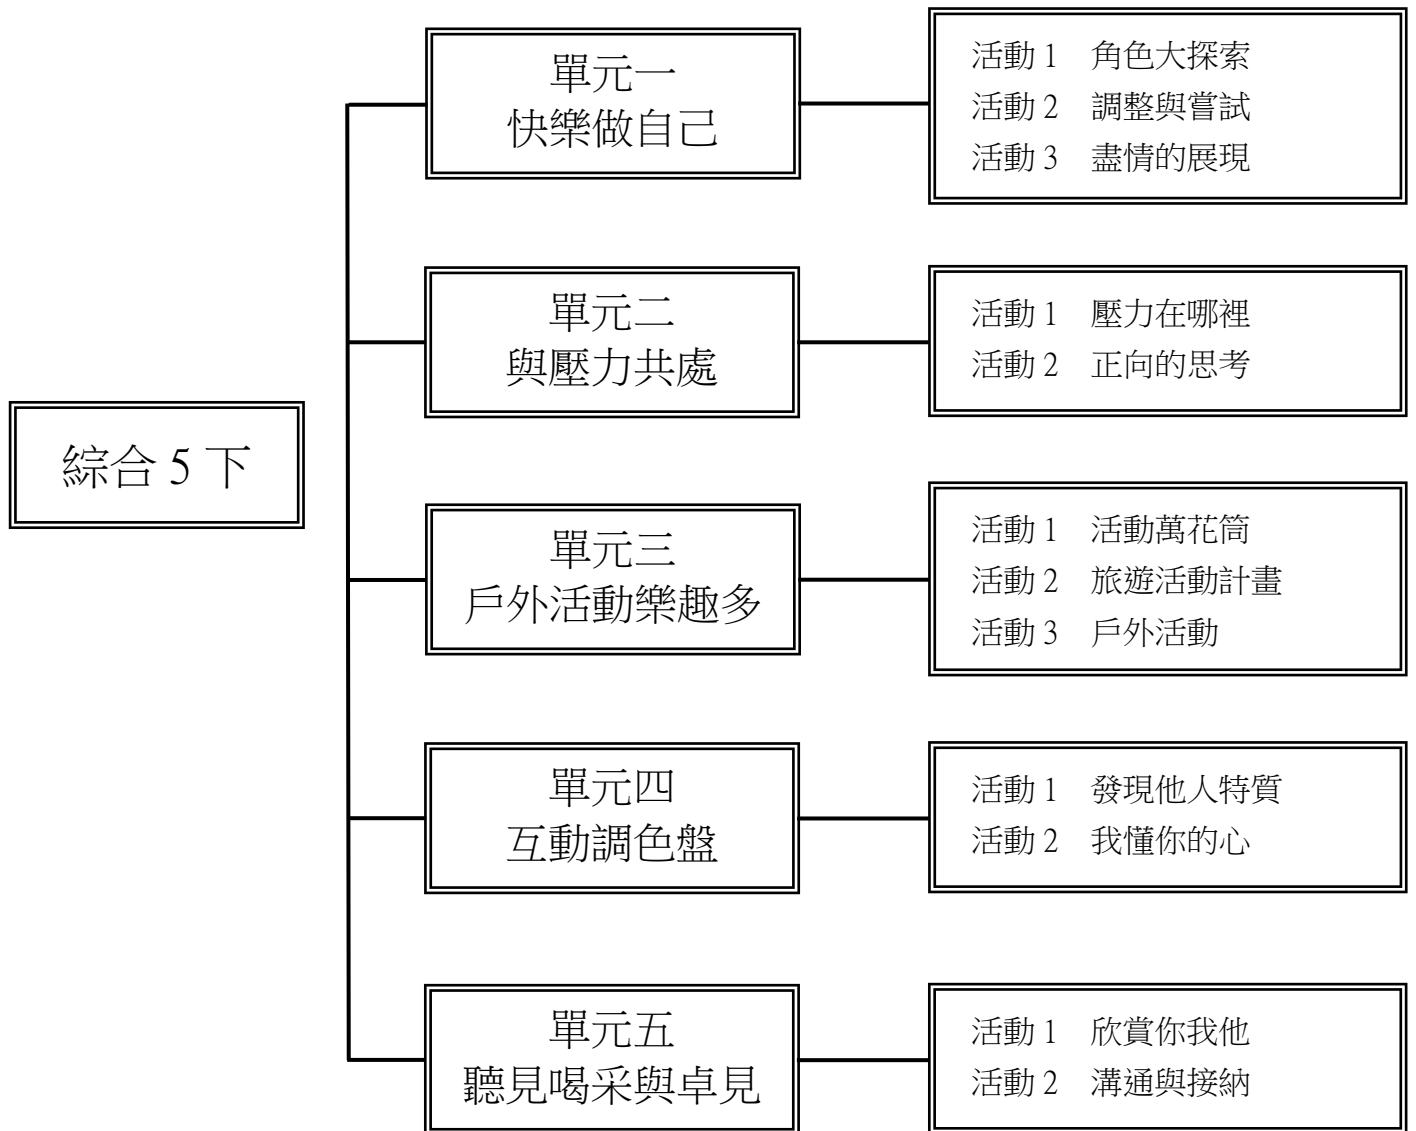 綜合 5 下
單元一
快樂做自己
活動 1 角色大探索
活動 2 調整與嘗試
活動 3 盡情的展現
單元二
與壓力共處
活動 1 壓力在哪裡
活動 2 正向的思考
單元三
戶外活動樂趣多
活動 1 活動萬花筒
活動 2 旅遊活動計畫
活動 3 戶外活動
單元四
互動調色盤
活動 1 發現他人特質
活動 2 我懂你的心
單元五
聽見喝采與卓見
活動 1 欣賞你我他
活動 2 溝通與接納